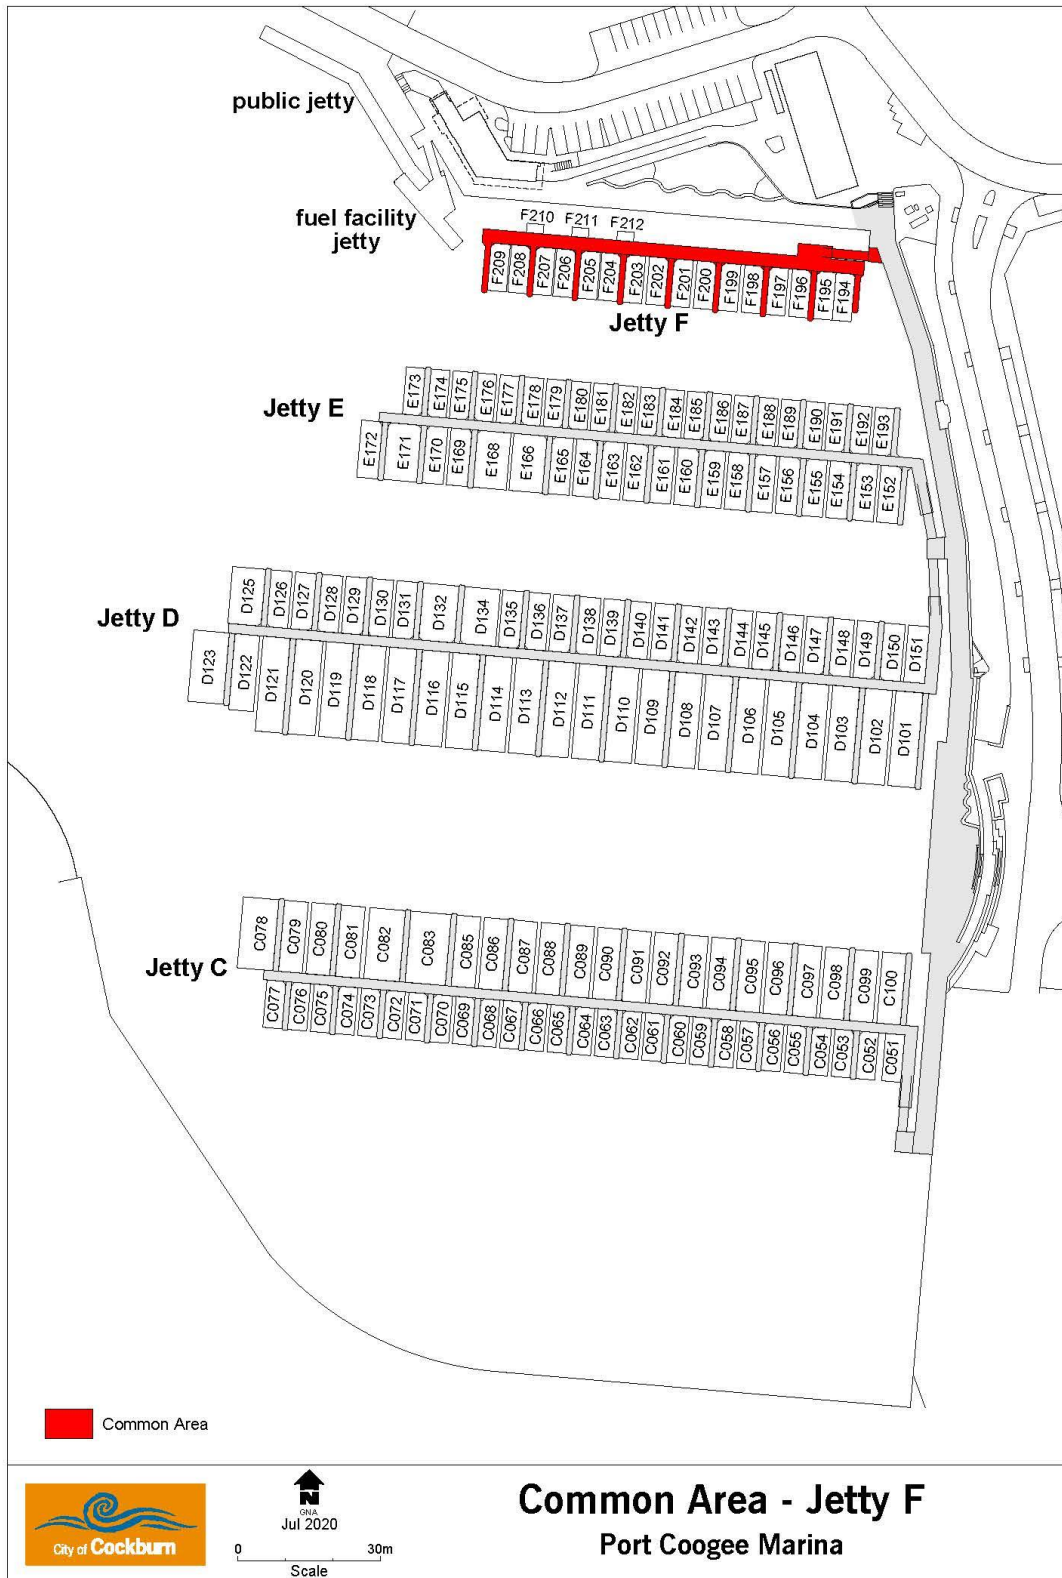 public jetty
fuel facility
jetty
F210 F211 F212
F209 F208 F207 F206 F205 F204 F203 F202 F201 F200 F199 F198 F197 F196 F195 F194
Jetty F
E173 E174 E175 E176 E177 E178 E179 E180 E181 E182 E183 E184 E185 E186 E187 E188 E189 E190 E191 E192 E193
Jetty E
E172 E171 E170 E169 E168 E166 E165 E164 E163 E162 E161 E160 E159 E158 E157 E156 E155 E154 E153 E152
D125 D126 D127 D128 D129 D130 D131 D132 D134 D135 D136 D137 D138 D139 D140 D141 D142 D143 D144 D145 D146 D147 D148 D149 D150 D151
Jetty D
D123 D122 D121 D120 D119 D118 D117 D116 D115 D114 D113 D112 D111 D110 D109 D108 D107 D106 D105 D104 D103 D102 D101
C078 C079 C080 C081 C082 C083 C085 C086 C087 C088 C089 C090 C091 C092 C093 C094 C095 C096 C097 C098 C099 C100
Jetty C
C077 C076 C075 C074 C073 C072 C071 C070 C069 C068 C067 C066 C065 C064 C063 C062 C061 C060 C059 C058 C057 C056 C055 C054 C053 C052 C051
Common Area
City of Cockburn
N
GNA
Jul 2020
0 30m
Scale
Common Area - Jetty F
Port Coogee Marina